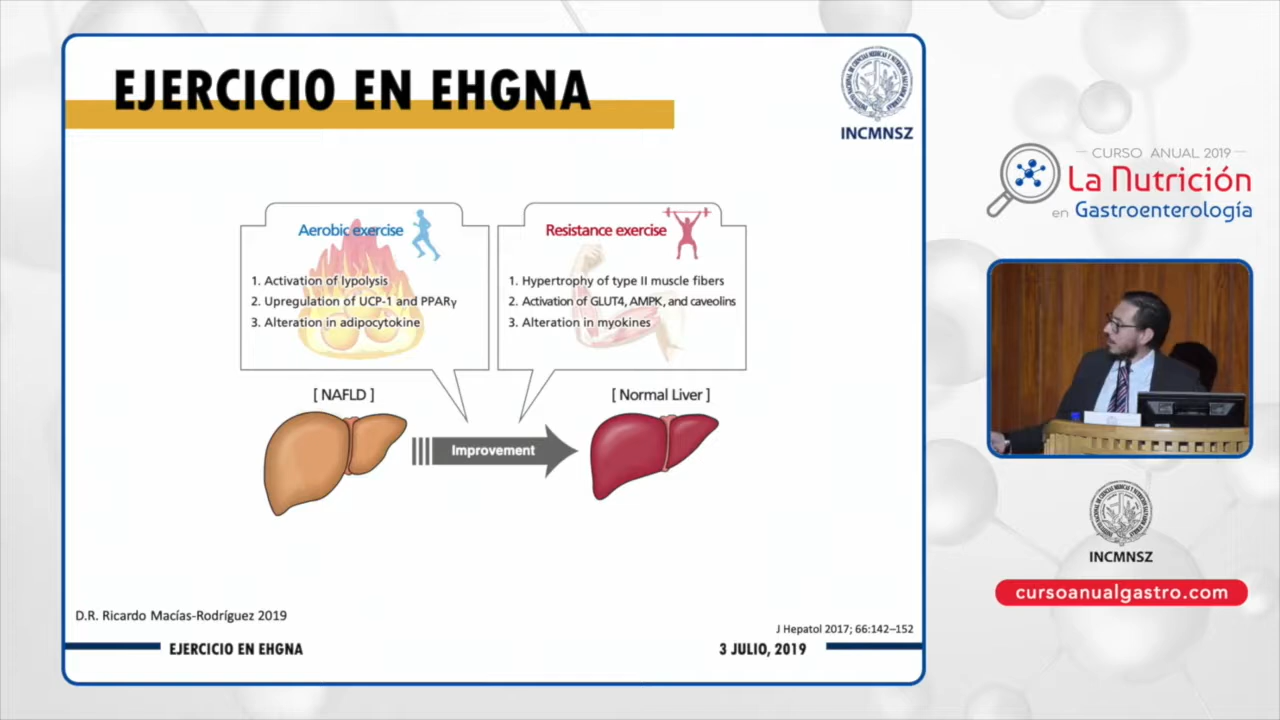 EJERCICIO EN EHGNA
INCMNSZ
Aerobic exercise
1. Activation of lypolysis
2. Upregulation of UCP-1 and PPARγ
3. Alteration in adipocytokine
Resistance exercise
1. Hypertrophy of type II muscle fibers
2. Activation of GLUT4, AMPK, and caveolins
3. Alteration in myokines
[ NAFLD ]
[ Normal Liver ]
Improvement
D.R. Ricardo Macías-Rodríguez 2019
J Hepatol 2017; 66:142–152
EJERCICIO EN EHGNA
3 JULIO, 2019
CURSO ANUAL 2019
La Nutrición
en Gastroenterología
INCMNSZ
cursoanualgastro.com